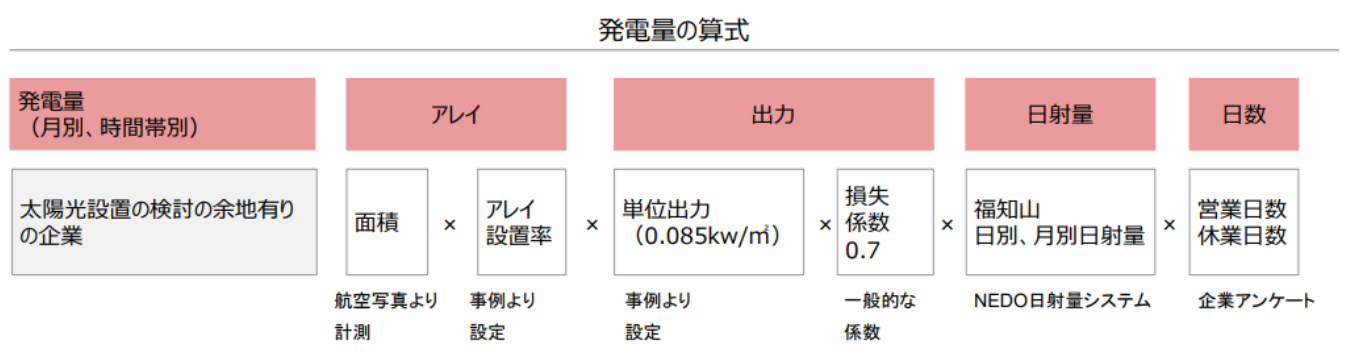 発電量の算式
発電量
（月別、時間帯別）
アレイ
出力
日射量
日数
太陽光設置の検討の余地有り
の企業
面積
×
アレイ
設置率
×
単位出力
（0.085kw/㎡）
×
損失
係数
0.7
×
福知山
日別、月別日射量
×
営業日数
休業日数
航空写真より
計測
事例より
設定
事例より
設定
一般的な
係数
NEDO日射量システム
企業アンケート